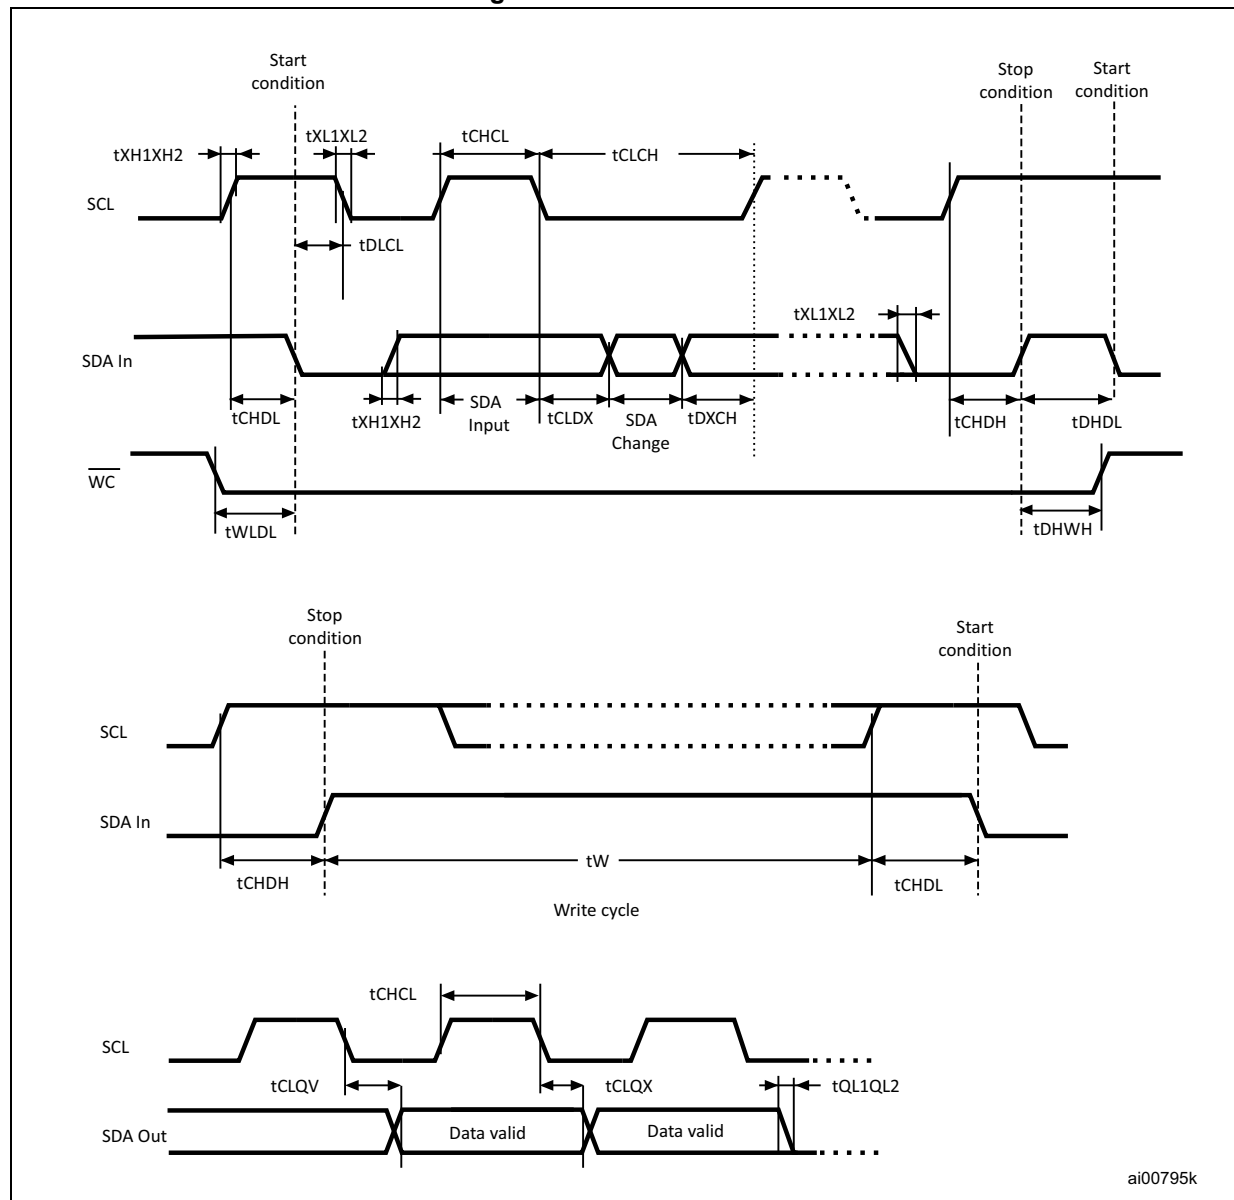 Start
condition
Stop
condition
Start
condition
tXH1XH2
tXL1XL2
tCHCL
tCLCH
SCL
tDLCL
tXL1XL2
SDA In
tCHDL
tXH1XH2
SDA
Input
tCLDX
SDA
Change
tDXCH
tCHDH
tDHDL
WC
tWLDL
tDHWH
Stop
condition
Start
condition
SCL
SDA In
tCHDH
tW
tCHDL
Write cycle
tCHCL
SCL
tCLQV
tCLQX
tQL1QL2
SDA Out
Data valid
Data valid
ai00795k